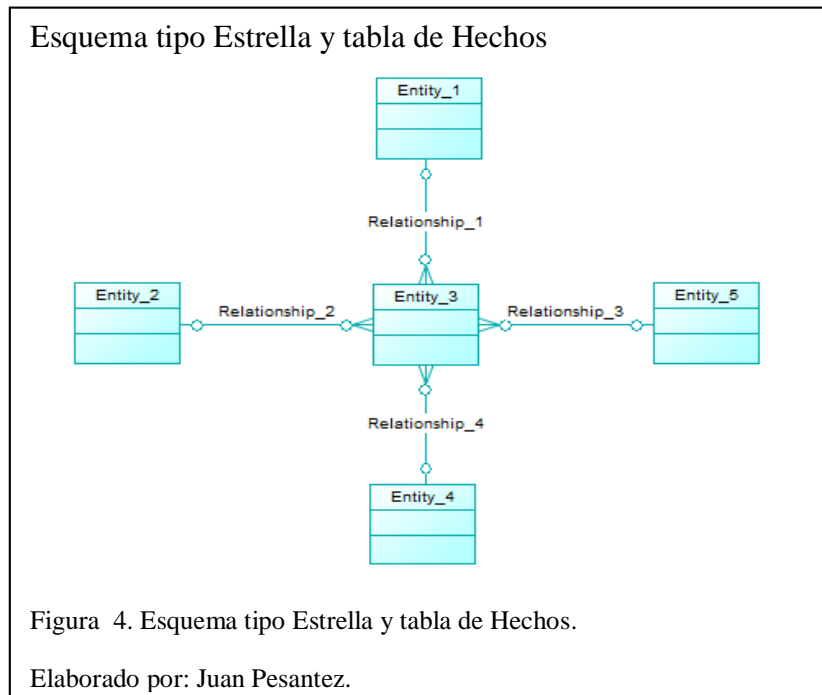 Esquema tipo Estrella y tabla de Hechos
Entity_1
Relationship_1
Entity_2
Relationship_2
Entity_3
Relationship_3
Entity_5
Relationship_4
Entity_4
Figura  4. Esquema tipo Estrella y tabla de Hechos.
Elaborado por: Juan Pesantez.